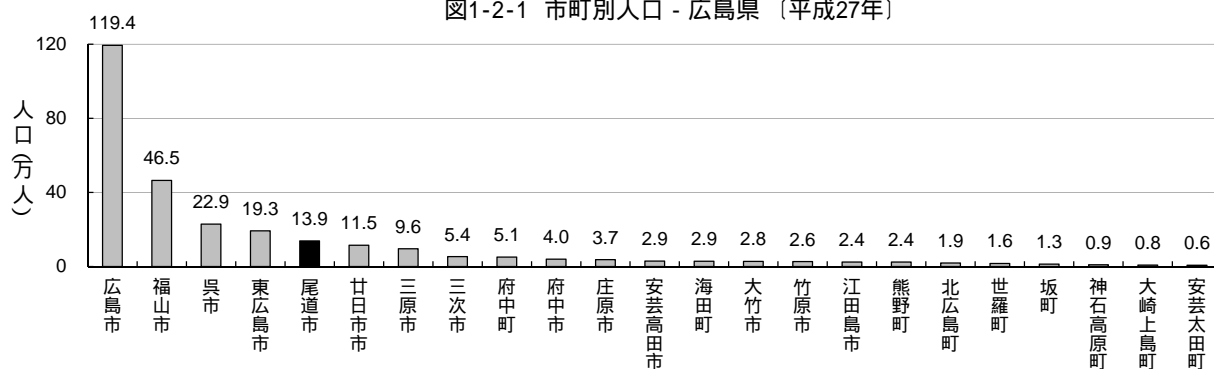 図1-2-1 市町別人口 - 広島県 〔平成27年〕
人口(万人)
120
80
40
0
119.4
46.5
22.9
19.3
13.9
11.5
9.6
5.4
5.1
4.0
3.7
2.9
2.9
2.8
2.6
2.4
2.4
1.9
1.6
1.3
0.9
0.8
0.6
広島市
福山市
呉市
東広島市
尾道市
廿日市市
三原市
三次市
府中町
府中市
庄原市
安芸高田市
海田町
大竹市
竹原市
江田島市
熊野町
北広島町
世羅町
坂町
神石高原町
大崎上島町
安芸太田町